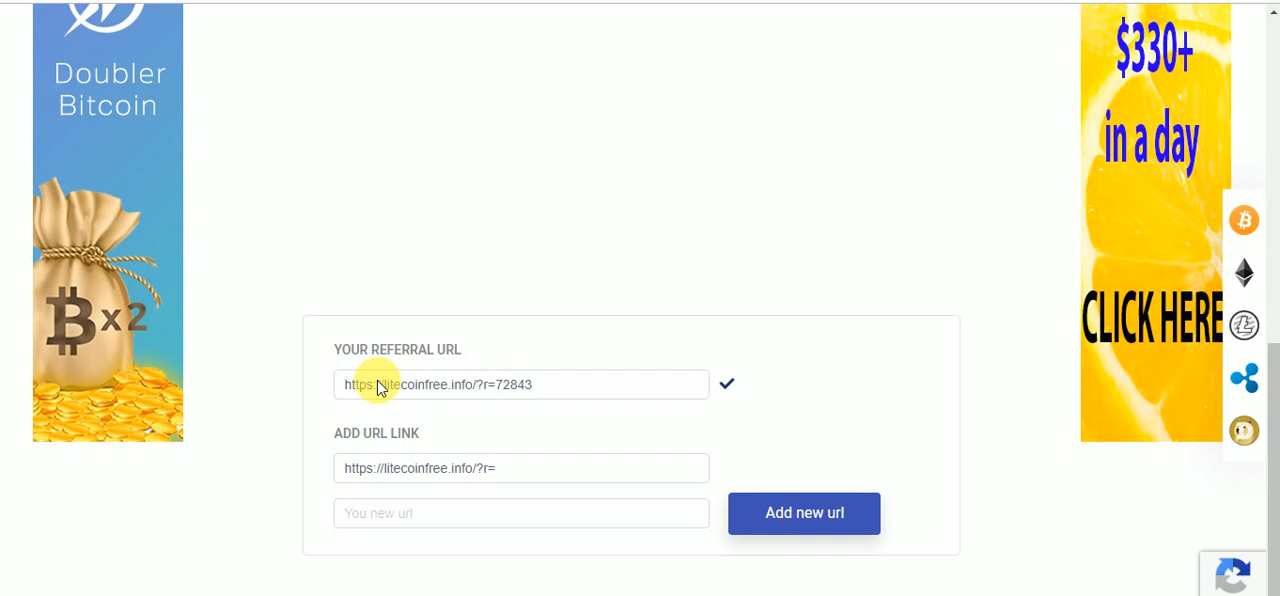 Doubler
Bitcoin
x2
$330+
in a day
CLICK HERE
YOUR REFERRAL URL
https://litecoinfree.info/?r=72843
ADD URL LINK
https://litecoinfree.info/?r=
You new url
Add new url